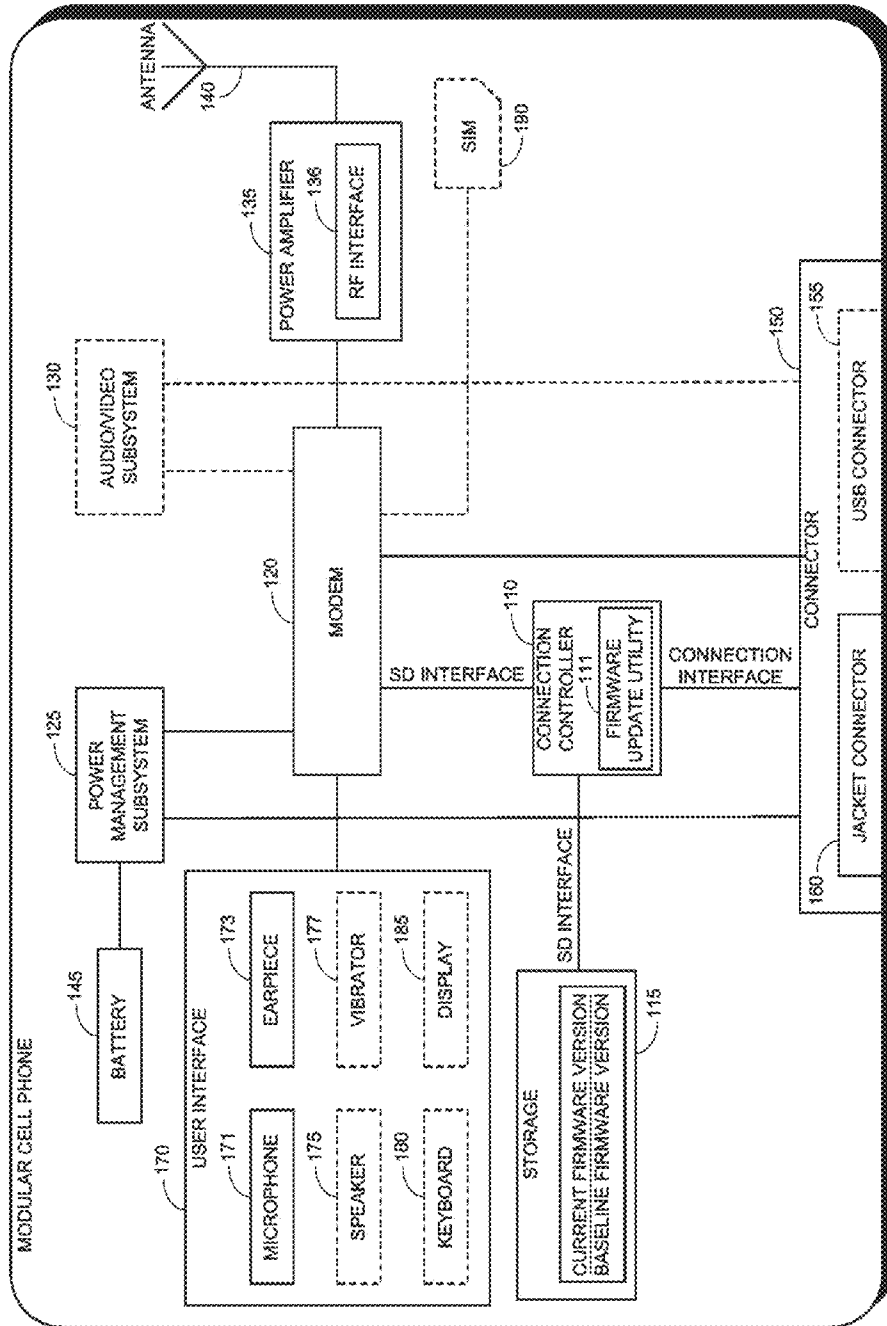 MODULAR CELL PHONE
BATTERY
145
POWER
MANAGEMENT
SUBSYSTEM
125
AUDIO/VIDEO
SUBSYSTEM
130
ANTENNA
140
170
USER INTERFACE
MICROPHONE
171
EARPIECE
173
SPEAKER
175
VIBRATOR
177
KEYBOARD
180
DISPLAY
185
MODEM
120
POWER AMPLIFIER
135
RF INTERFACE
136
SIM
190
STORAGE
CURRENT FIRMWARE VERSION
BASELINE FIRMWARE VERSION
115
SD INTERFACE
SD INTERFACE
CONNECTION
CONTROLLER
110
111
FIRMWARE
UPDATE UTILITY
CONNECTION
INTERFACE
CONNECTOR
150
160
JACKET CONNECTOR
USB CONNECTOR
155